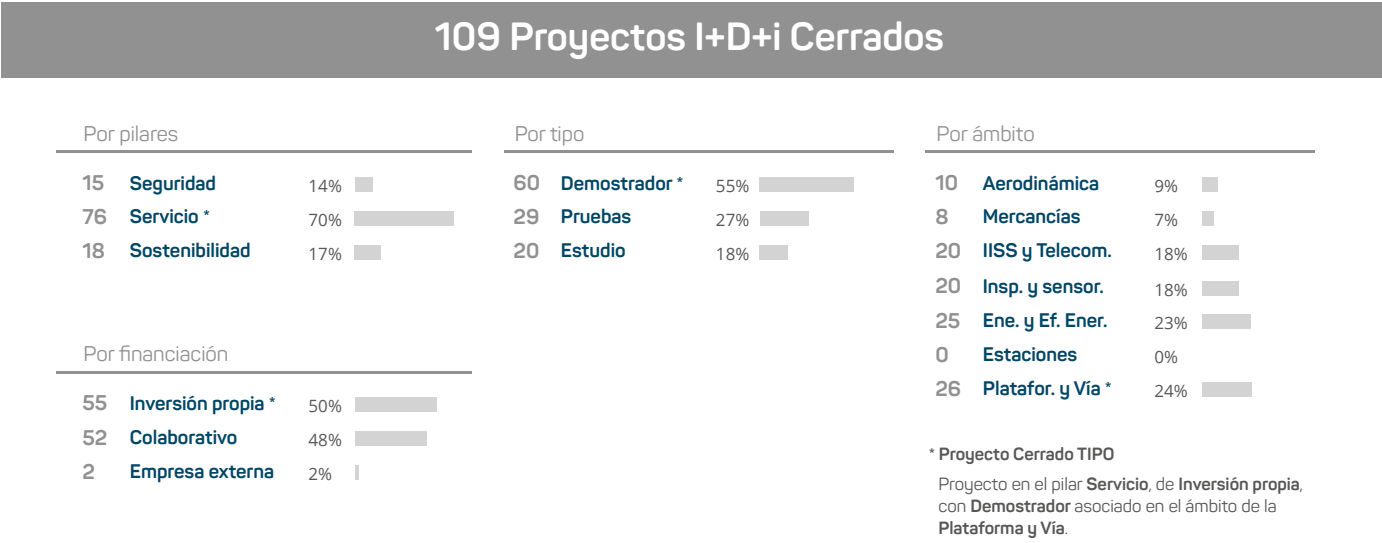 109 Proyectos I+D+i Cerrados
Por pilares
15 Seguridad 14%
76 Servicio * 70%
18 Sostenibilidad 17%
Por financiación
55 Inversión propia * 50%
52 Colaborativo 48%
2 Empresa externa 2%
Por tipo
60 Demostrador * 55%
29 Pruebas 27%
20 Estudio 18%
Por ámbito
10 Aerodinámica 9%
8 Mercancías 7%
20 IISS y Telecom. 18%
20 Insp. y sensor. 18%
25 Ene. y Ef. Ener. 23%
0 Estaciones 0%
26 Platafor. y Vía * 24%
* Proyecto Cerrado TIPO
Proyecto en el pilar Servicio, de Inversión propia,
con Demostrador asociado en el ámbito de la
Plataforma y Vía.